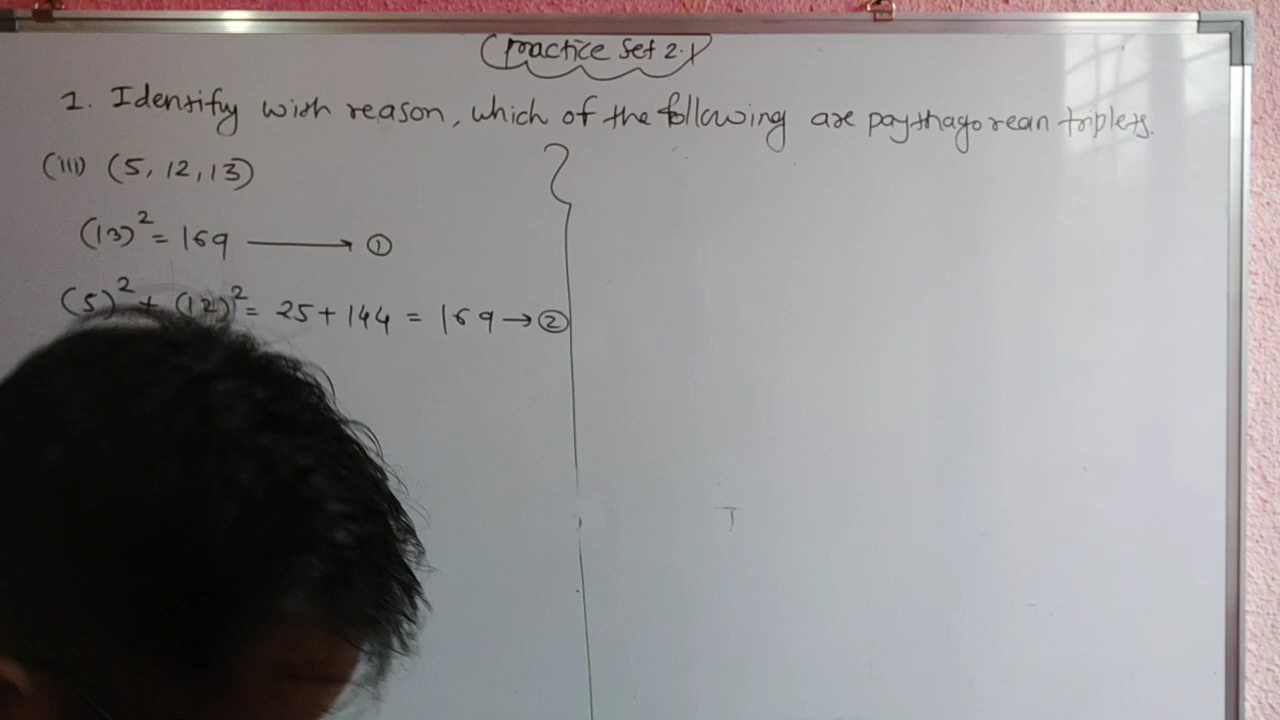 Practice Set 2.1
1. Identify with reason, which of the following are paythagorean triplets.
(iii) (5, 12, 13)
(13)² = 169 ⟶ ①
(5)² + (12)² = 25 + 144 = 169 → ②